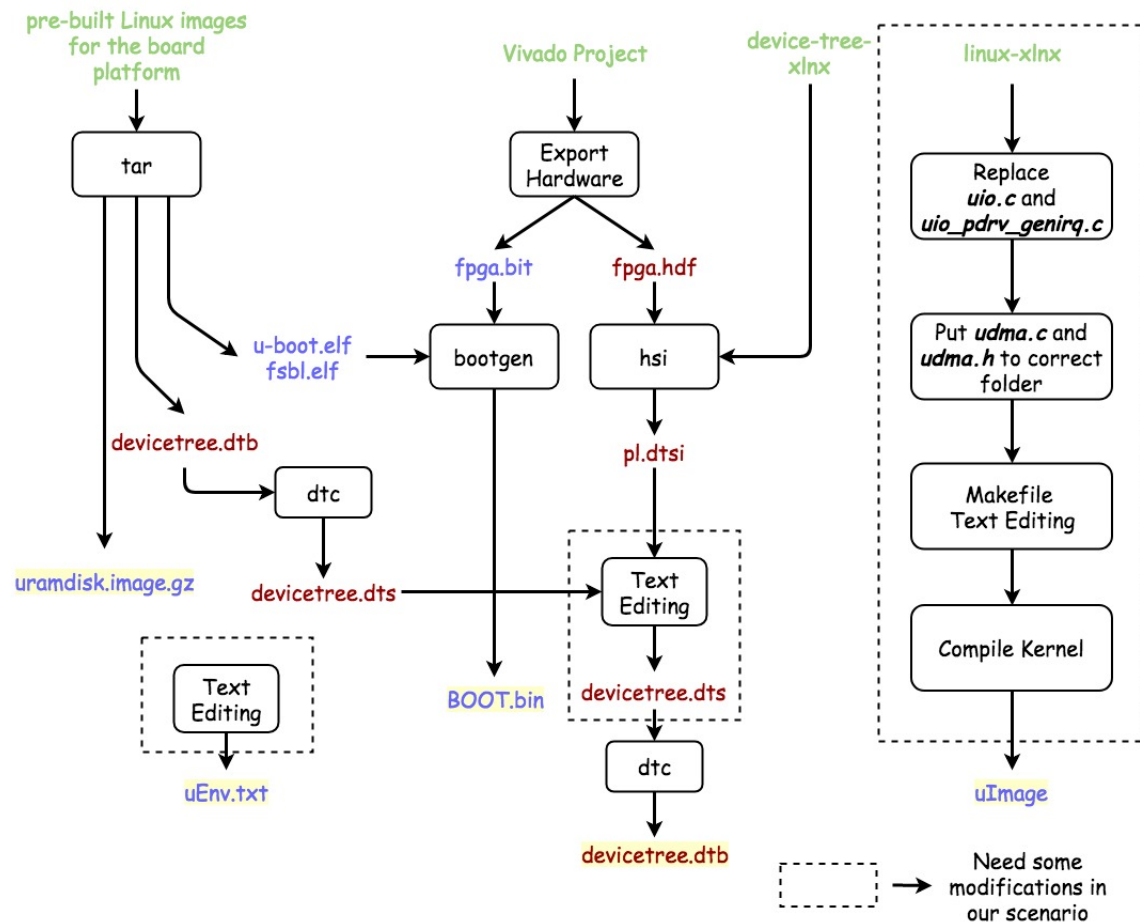 pre-built Linux images
for the board
platform
Vivado Project
device-tree-
xlnx
linux-xlnx
tar
Export
Hardware
Replace
uio.c and
uio_pdrv_genirq.c
fpga.bit
fpga.hdf
u-boot.elf
fsbl.elf
bootgen
hsi
Put udma.c and
udma.h to correct
folder
devicetree.dtb
pl.dtsi
dtc
Makefile
Text Editing
uramdisk.image.gz
devicetree.dts
Text
Editing
Compile Kernel
Text
Editing
BOOT.bin
devicetree.dts
uEnv.txt
dtc
uImage
devicetree.dtb
Need some
modifications in
our scenario